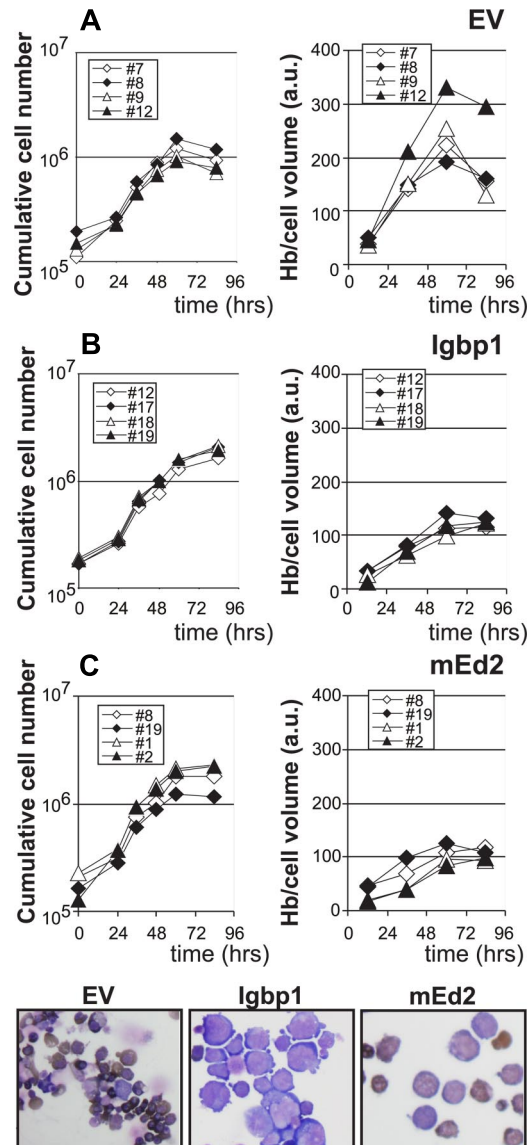 A
EV
Cumulative cell number
10^7
10^6
10^5
#7
#8
#9
#12
0 24 48 72 96
time (hrs)
Hb/cell volume (a.u.)
400
300
200
100
0
#7
#8
#9
#12
0 24 48 72 96
time (hrs)
B
Igbp1
Cumulative cell number
10^7
10^6
10^5
#12
#17
#18
#19
0 24 48 72 96
time (hrs)
Hb/cell volume (a.u.)
400
300
200
100
0
#12
#17
#18
#19
0 24 48 72 96
time (hrs)
C
mEd2
Cumulative cell number
10^7
10^6
10^5
#8
#19
#1
#2
0 24 48 72 96
time (hrs)
Hb/cell volume (a.u.)
400
300
200
100
0
#8
#19
#1
#2
0 24 48 72 96
time (hrs)
EV Igbp1 mEd2